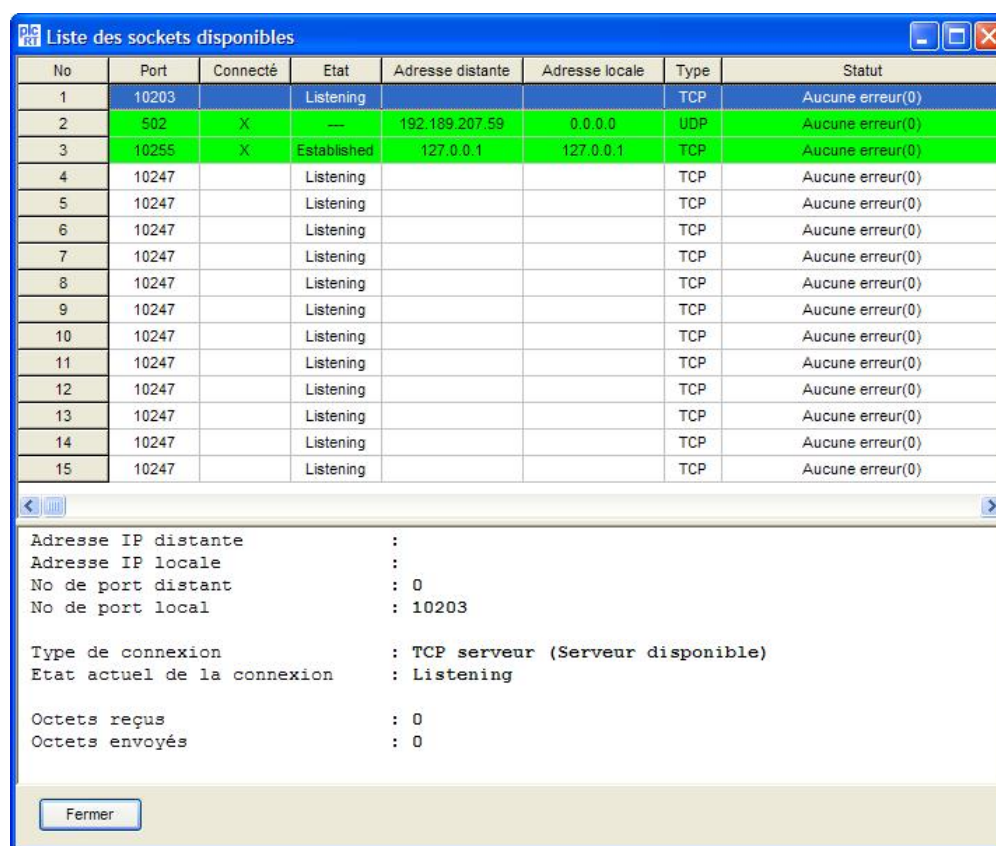 plc RT Liste des sockets disponibles
No Port Connecté Etat Adresse distante Adresse locale Type Statut
1 10203 Listening TCP Aucune erreur(0)
2 502 X --- 192.189.207.59 0.0.0.0 UDP Aucune erreur(0)
3 10255 X Established 127.0.0.1 127.0.0.1 TCP Aucune erreur(0)
4 10247 Listening TCP Aucune erreur(0)
5 10247 Listening TCP Aucune erreur(0)
6 10247 Listening TCP Aucune erreur(0)
7 10247 Listening TCP Aucune erreur(0)
8 10247 Listening TCP Aucune erreur(0)
9 10247 Listening TCP Aucune erreur(0)
10 10247 Listening TCP Aucune erreur(0)
11 10247 Listening TCP Aucune erreur(0)
12 10247 Listening TCP Aucune erreur(0)
13 10247 Listening TCP Aucune erreur(0)
14 10247 Listening TCP Aucune erreur(0)
15 10247 Listening TCP Aucune erreur(0)
Adresse IP distante :
Adresse IP locale :
No de port distant : 0
No de port local : 10203
Type de connexion : TCP serveur (Serveur disponible)
Etat actuel de la connexion : Listening
Octets reçus : 0
Octets envoyés : 0
Fermer